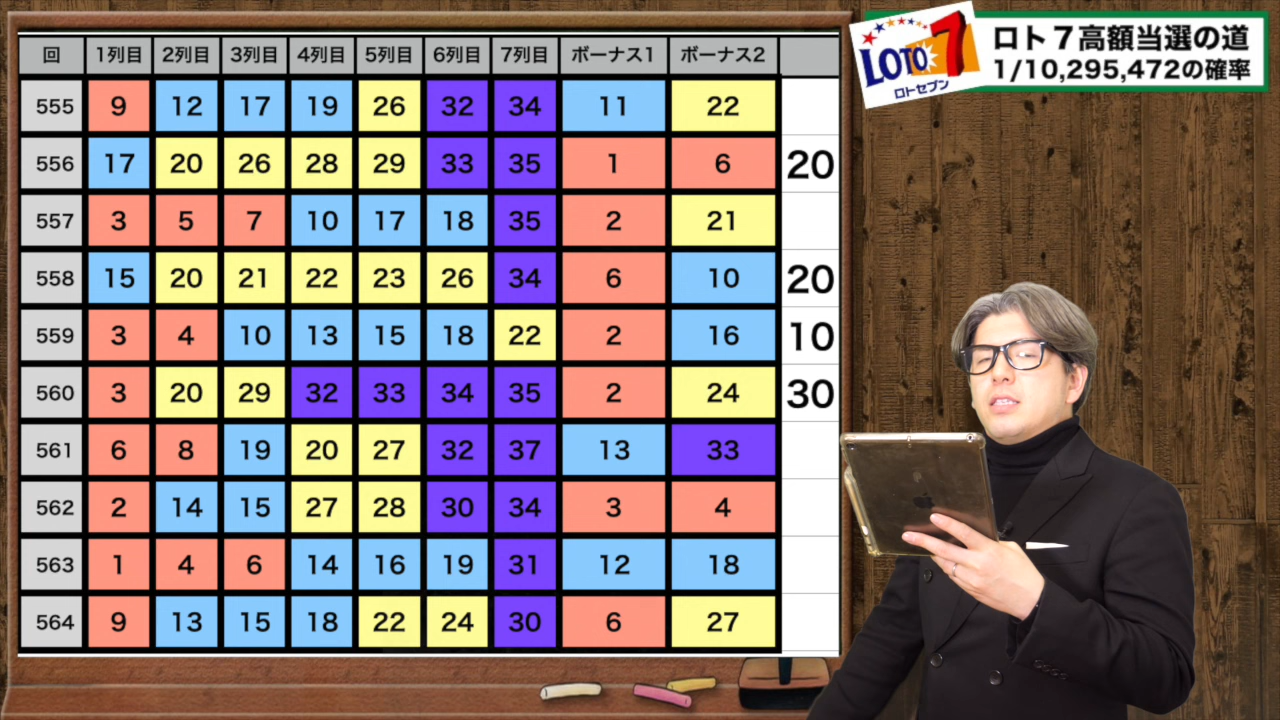 回 1列目 2列目 3列目 4列目 5列目 6列目 7列目 ボーナス1 ボーナス2
555 9 12 17 19 26 32 34 11 22
556 17 20 26 28 29 33 35 1 6 20
557 3 5 7 10 17 18 35 2 21
558 15 20 21 22 23 26 34 6 10 20
559 3 4 10 13 15 18 22 2 16 10
560 3 20 29 32 33 34 35 2 24 30
561 6 8 19 20 27 32 37 13 33
562 2 14 15 27 28 30 34 3 4
563 1 4 6 14 16 19 31 12 18
564 9 13 15 18 22 24 30 6 27
LOTO 7
ロトセブン
ロト7高額当選の道
1/10,295,472の確率